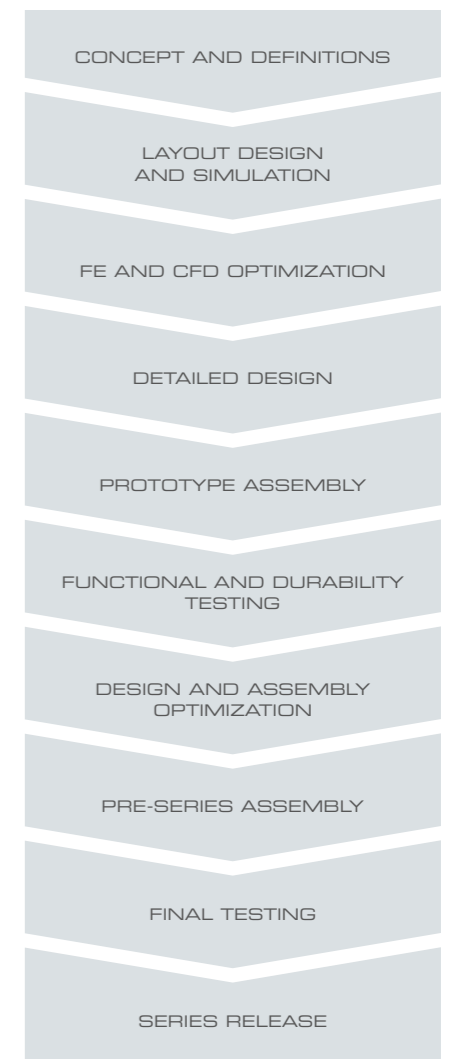 CONCEPT AND DEFINITIONS
LAYOUT DESIGN
AND SIMULATION
FE AND CFD OPTIMIZATION
DETAILED DESIGN
PROTOTYPE ASSEMBLY
FUNCTIONAL AND DURABILITY
TESTING
DESIGN AND ASSEMBLY
OPTIMIZATION
PRE-SERIES ASSEMBLY
FINAL TESTING
SERIES RELEASE